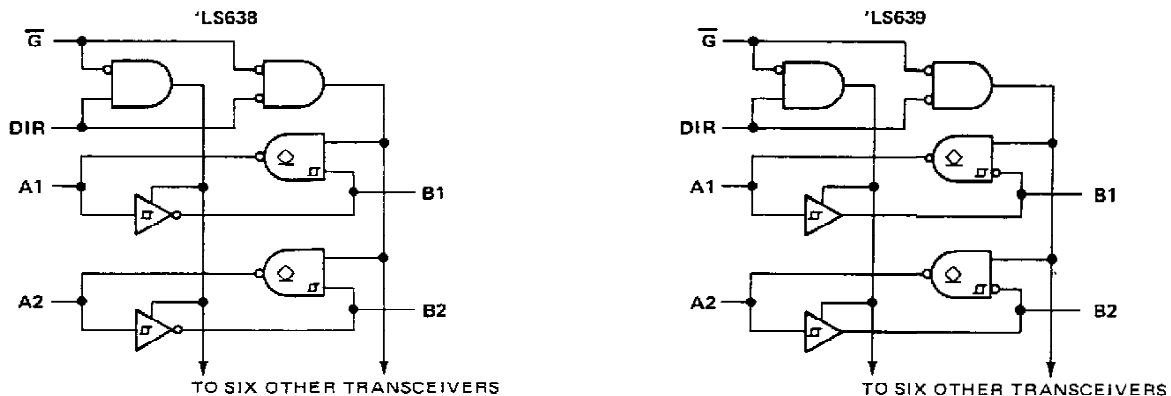 'LS638
G
DIR
A1
B1
A2
B2
TO SIX OTHER TRANSCEIVERS
'LS639
G
DIR
A1
B1
A2
B2
TO SIX OTHER TRANSCEIVERS